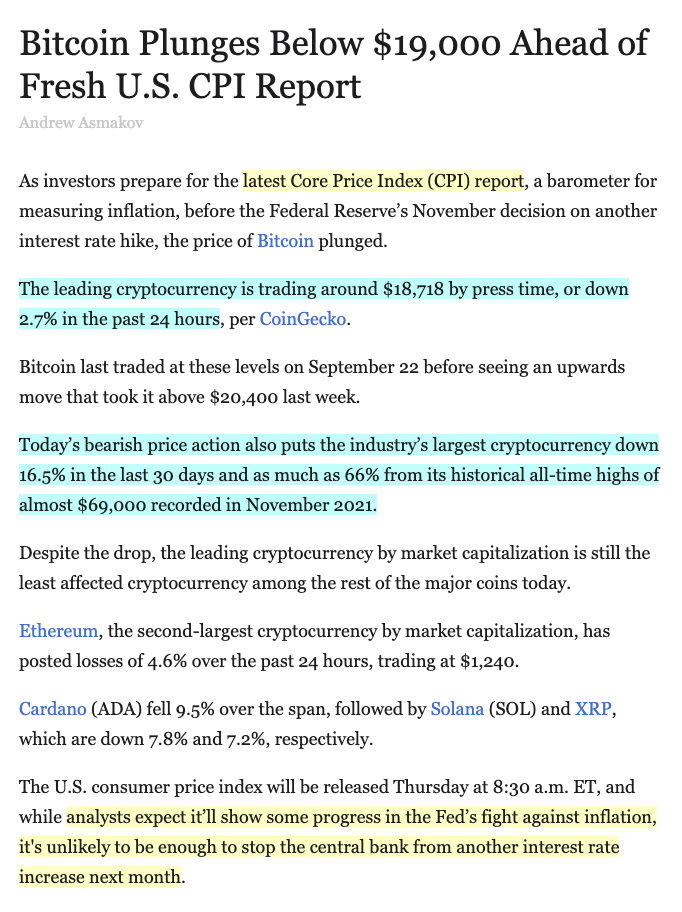 Bitcoin Plunges Below $19,000 Ahead of
Fresh U.S. CPI Report
Andrew Asmakov
As investors prepare for the latest Core Price Index (CPI) report, a barometer for
measuring inflation, before the Federal Reserve’s November decision on another
interest rate hike, the price of Bitcoin plunged.
The leading cryptocurrency is trading around $18,718 by press time, or down
2.7% in the past 24 hours, per CoinGecko.
Bitcoin last traded at these levels on September 22 before seeing an upwards
move that took it above $20,400 last week.
Today’s bearish price action also puts the industry’s largest cryptocurrency down
16.5% in the last 30 days and as much as 66% from its historical all-time highs of
almost $69,000 recorded in November 2021.
Despite the drop, the leading cryptocurrency by market capitalization is still the
least affected cryptocurrency among the rest of the major coins today.
Ethereum, the second-largest cryptocurrency by market capitalization, has
posted losses of 4.6% over the past 24 hours, trading at $1,240.
Cardano (ADA) fell 9.5% over the span, followed by Solana (SOL) and XRP,
which are down 7.8% and 7.2%, respectively.
The U.S. consumer price index will be released Thursday at 8:30 a.m. ET, and
while analysts expect it’ll show some progress in the Fed’s fight against inflation,
it's unlikely to be enough to stop the central bank from another interest rate
increase next month.